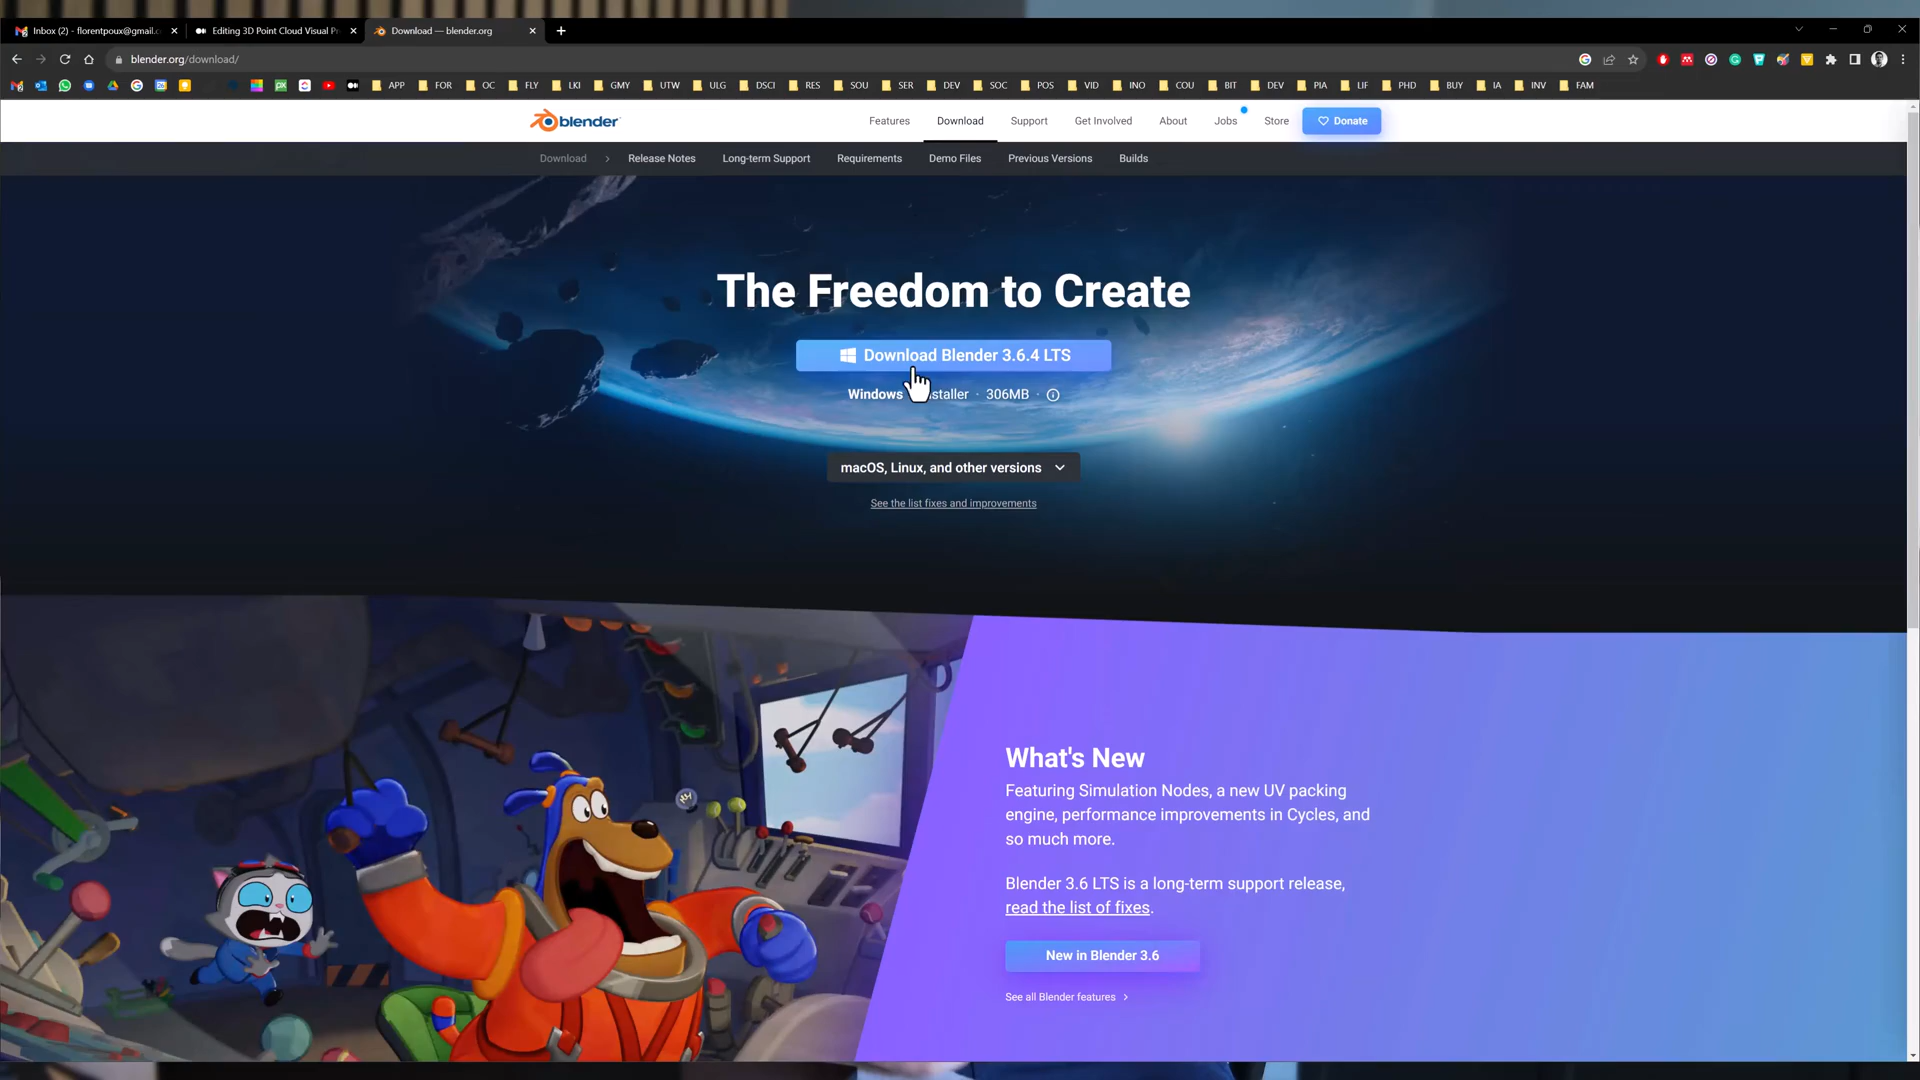 Inbox (2) - florentpoux@gmail.c
Editing 3D Point Cloud Visual Pr
Download — blender.org
blender.org/download/
APP FOR OC FLY LKI GMY UTW ULG DSCI RES SOU SER DEV SOC POS VID INO COU BIT DEV PIA LIF PHD BUY IA INV FAM
blender
Features Download Support Get Involved About Jobs Store Donate
Download > Release Notes Long-term Support Requirements Demo Files Previous Versions Builds
The Freedom to Create
Download Blender 3.6.4 LTS
Windows staller · 306MB ·
macOS, Linux, and other versions
See the list fixes and improvements
What's New
Featuring Simulation Nodes, a new UV packing
engine, performance improvements in Cycles, and
so much more.
Blender 3.6 LTS is a long-term support release,
read the list of fixes.
New in Blender 3.6
See all Blender features >